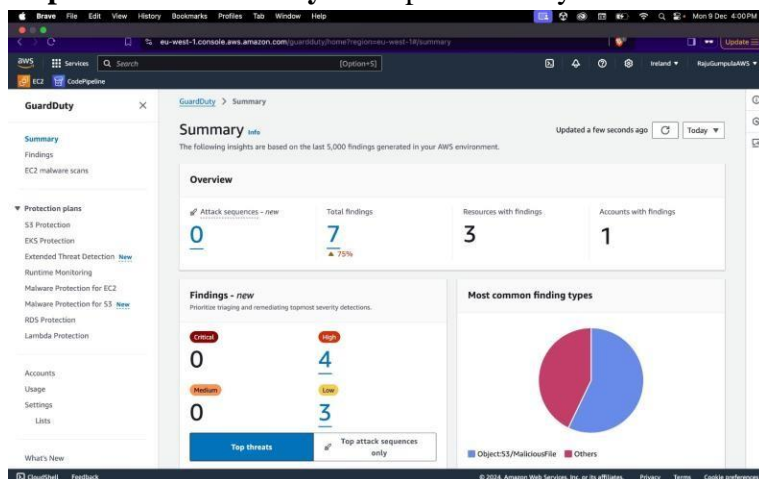 Brave File Edit View History Bookmarks Profiles Tab Window Help Mon 9 Dec 4:00PM
eu-west-1.console.aws.amazon.com/guardduty/home?region=eu-west-1#/summary Update
aws Services Search [Option+S] Ireland RajuGumpulaAWS
EC2 CodePipeline
GuardDuty
Summary
Findings
EC2 malware scans
Protection plans
S3 Protection
EKS Protection
Extended Threat Detection New
Runtime Monitoring
Malware Protection for EC2
Malware Protection for S3 New
RDS Protection
Lambda Protection
Accounts
Usage
Settings
Lists
What's New
GuardDuty > Summary
Summary Info
Updated a few seconds ago Today
The following insights are based on the last 5,000 findings generated in your AWS environment.
Overview
Attack sequences - new
0
Total findings
7
75%
Resources with findings
3
Accounts with findings
1
Findings - new
Prioritize triaging and remediating topmost severity detections.
Critical
0
High
4
Medium
0
Low
3
Top threats
Top attack sequences
only
Most common finding types
Object:S3/MaliciousFile Others
CloudShell Feedback © 2024, Amazon Web Services, Inc. or its affiliates. Privacy Terms Cookie preferences